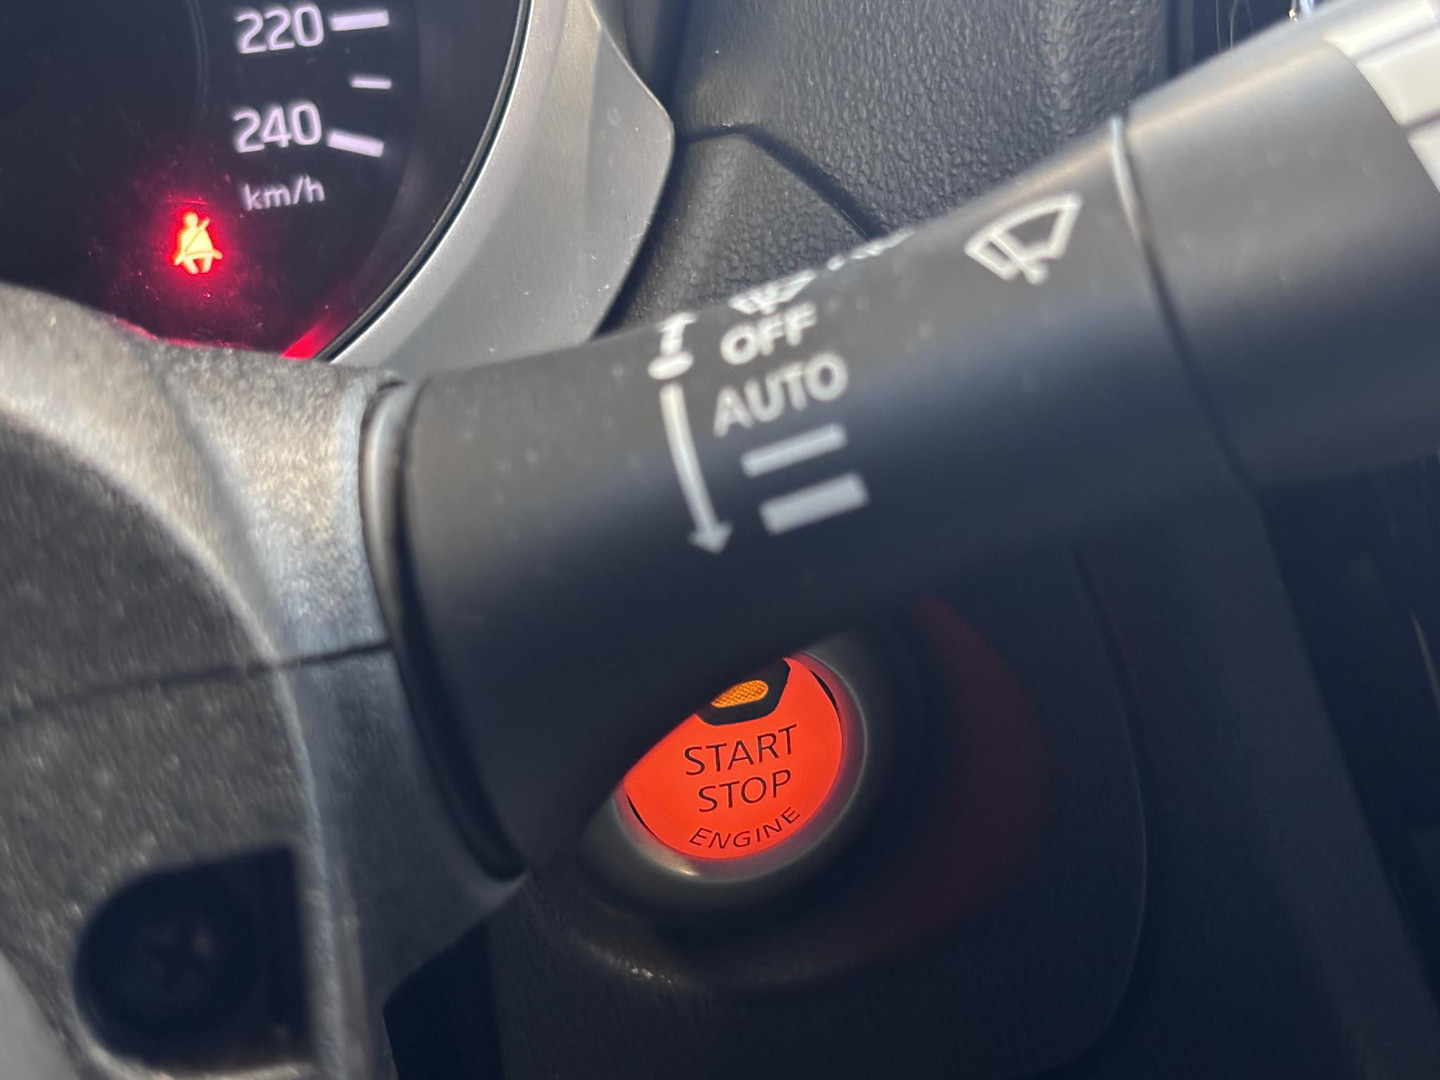 220
240
km/h
OFF
AUTO
START
STOP
ENGINE